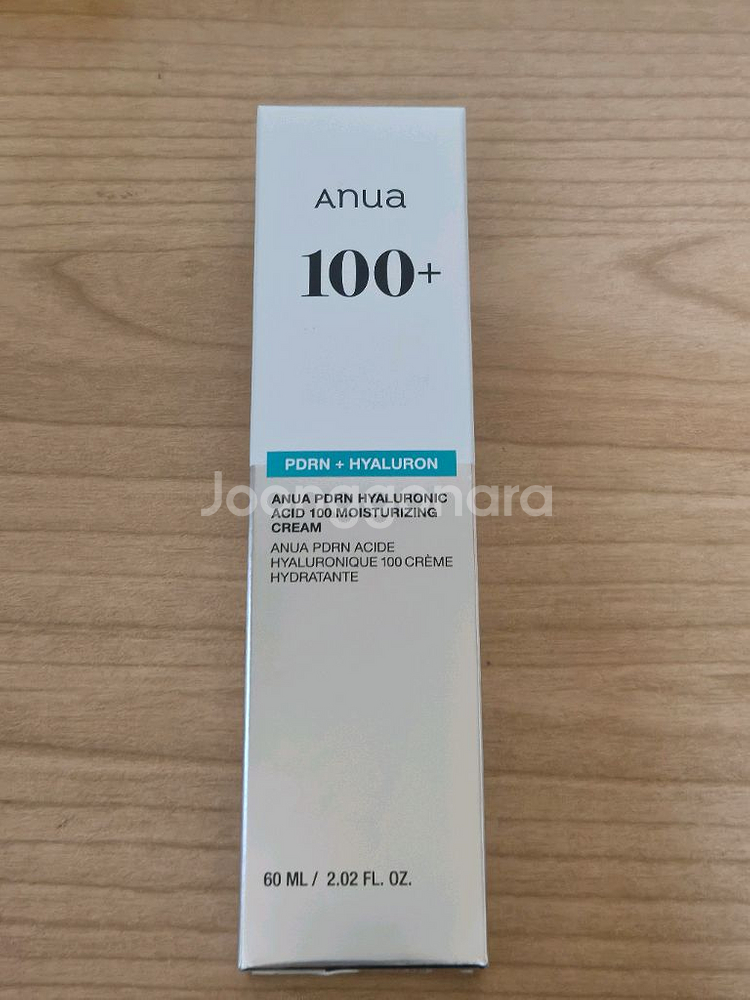 Anua
100+
PDRN + HYALURON
Joonggonara
ANUA PDRN HYALURONIC
ACID 100 MOISTURIZING
CREAM
ANUA PDRN ACIDE
HYALURONIQUE 100 CRÈME
HYDRATANTE
60 ML / 2.02 FL. OZ.